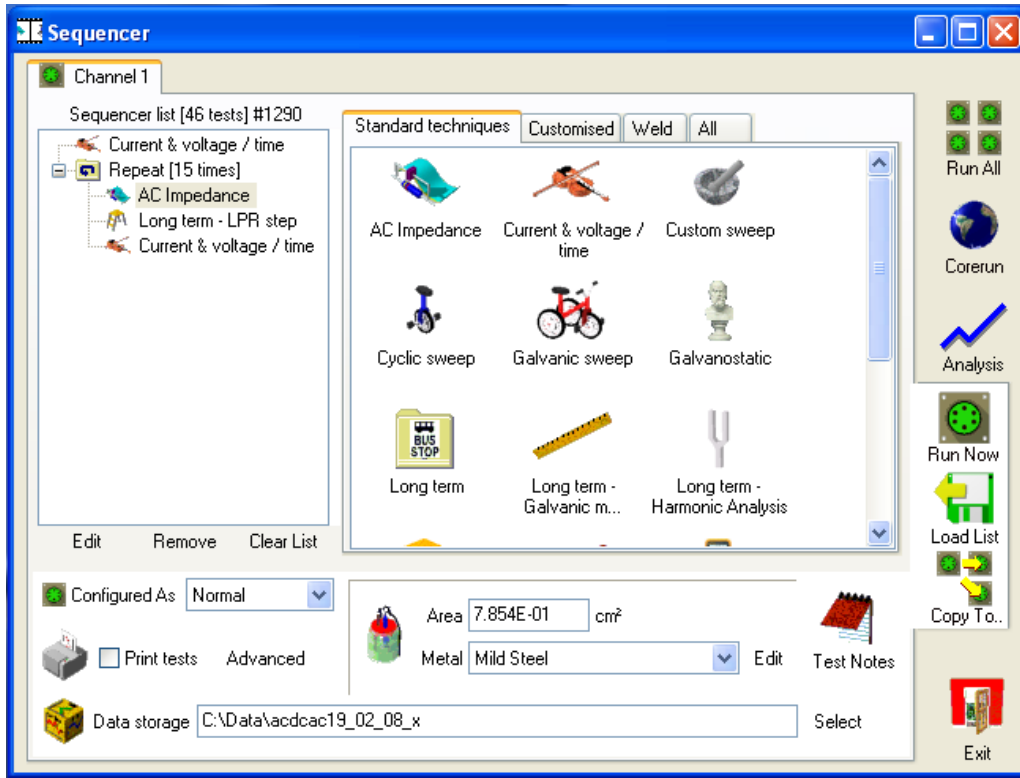 Sequencer
Channel 1
Sequencer list [46 tests] #1290
Current & voltage / time
Repeat [15 times]
AC Impedance
Long term - LPR step
Current & voltage / time
Edit Remove Clear List
Standard techniques Customised Weld All
AC Impedance
Current & voltage /
time
Custom sweep
Cyclic sweep
Galvanic sweep
Galvanostatic
BUS
STOP
Long term
Long term -
Galvanic m...
Long term -
Harmonic Analysis
Run All
Corerun
Analysis
Run Now
Load List
Copy To..
Configured As Normal
Print tests Advanced
Area 7.854E-01 cm²
Metal Mild Steel Edit
Test Notes
Data storage C:\Data\acdcac19_02_08_x Select
Exit